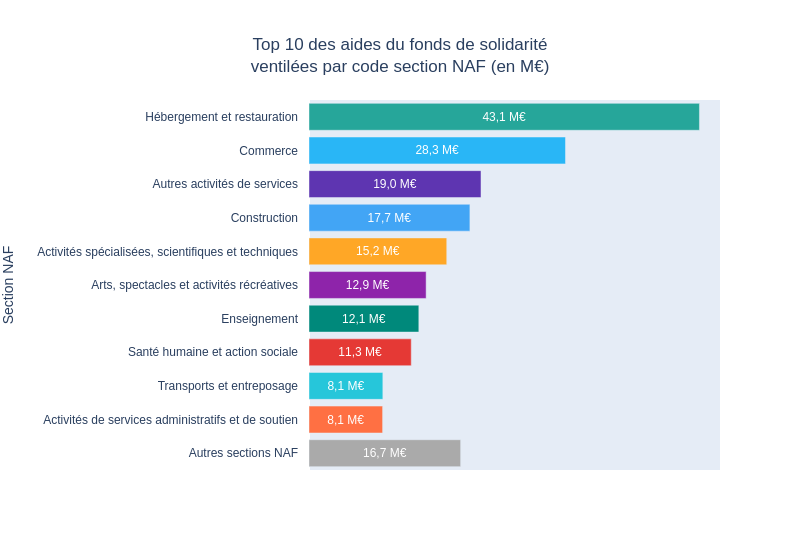 Top 10 des aides du fonds de solidarité
ventilées par code section NAF (en M€)
Section NAF
Hébergement et restauration 43,1 M€
Commerce 28,3 M€
Autres activités de services 19,0 M€
Construction 17,7 M€
Activités spécialisées, scientifiques et techniques 15,2 M€
Arts, spectacles et activités récréatives 12,9 M€
Enseignement 12,1 M€
Santé humaine et action sociale 11,3 M€
Transports et entreposage 8,1 M€
Activités de services administratifs et de soutien 8,1 M€
Autres sections NAF 16,7 M€